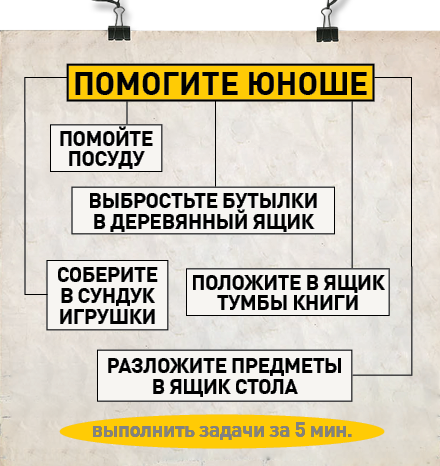 ПОМОГИТЕ ЮНОШЕ
ПОМОЙТЕ
ПОСУДУ
ВЫБРОСТЬТЕ БУТЫЛКИ
В ДЕРЕВЯННЫЙ ЯЩИК
СОБЕРИТЕ
В СУНДУК
ИГРУШКИ
ПОЛОЖИТЕ В ЯЩИК
ТУМБЫ КНИГИ
РАЗЛОЖИТЕ ПРЕДМЕТЫ
В ЯЩИК СТОЛА
выполнить задачи за 5 мин.